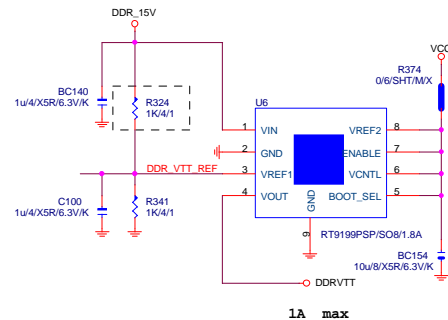 DDR_15V
VCC
BC140
1u/4/X5R/6.3V/K
R324
1K/4/1
R374
0/6/SHT/M/X
U6
1 VIN VREF2 8
2 GND ENABLE 7
DDR_VTT_REF 3 VREF1 VCNTL 6
4 VOUT BOOT_SEL 5
GND
9
C100
1u/4/X5R/6.3V/K
R341
1K/4/1
RT9199PSP/SO8/1.8A
BC154
10u/8/X5R/6.3V/K
DDRVTT
1A max